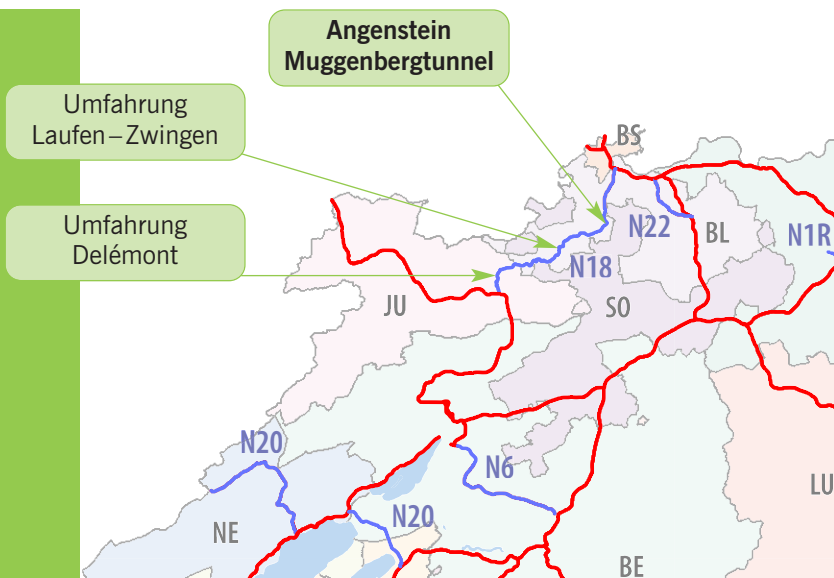 Angenstein
Muggenbergtunnel
Umfahrung
Laufen–Zwingen
Umfahrung
Delémont
BS
N22
BL
N1R
N18
JU
SO
N20
N6
LU
N20
NE
BE